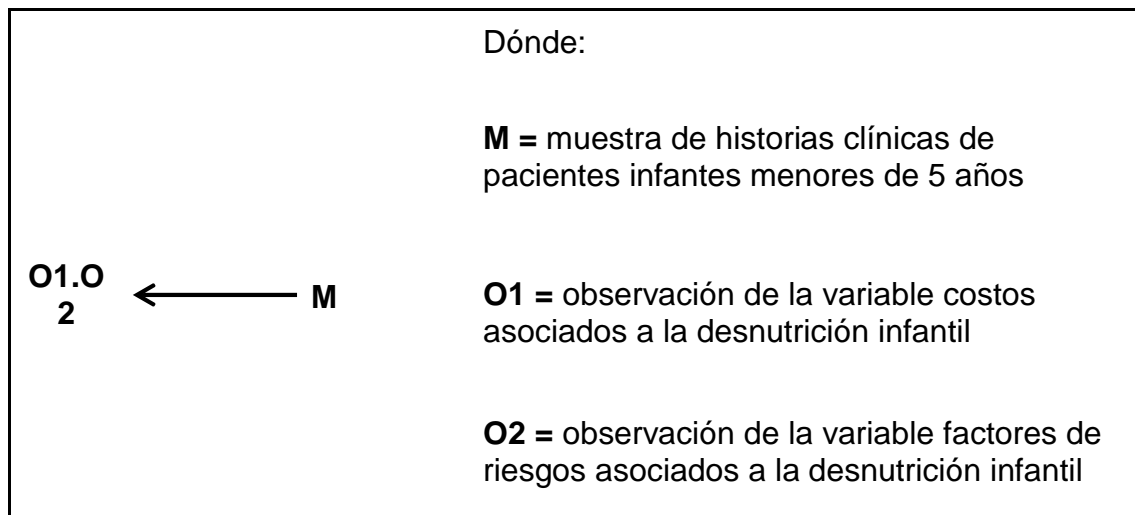 Dónde:
M = muestra de historias clínicas de
pacientes infantes menores de 5 años
O1.O
2
M
O1 = observación de la variable costos
asociados a la desnutrición infantil
O2 = observación de la variable factores de
riesgos asociados a la desnutrición infantil